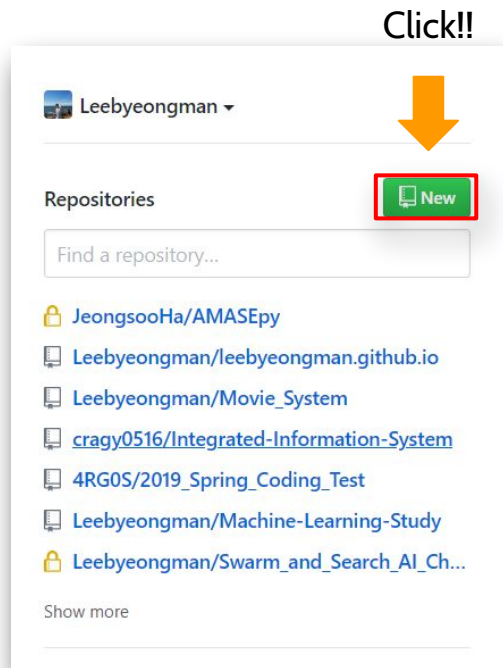 Click!!
Leebyeongman
Repositories
New
Find a repository...
JeongsooHa/AMASEpy
Leebyeongman/leebyeongman.github.io
Leebyeongman/Movie_System
cragy0516/Integrated-Information-System
4RG0S/2019_Spring_Coding_Test
Leebyeongman/Machine-Learning-Study
Leebyeongman/Swarm_and_Search_AI_Ch...
Show more